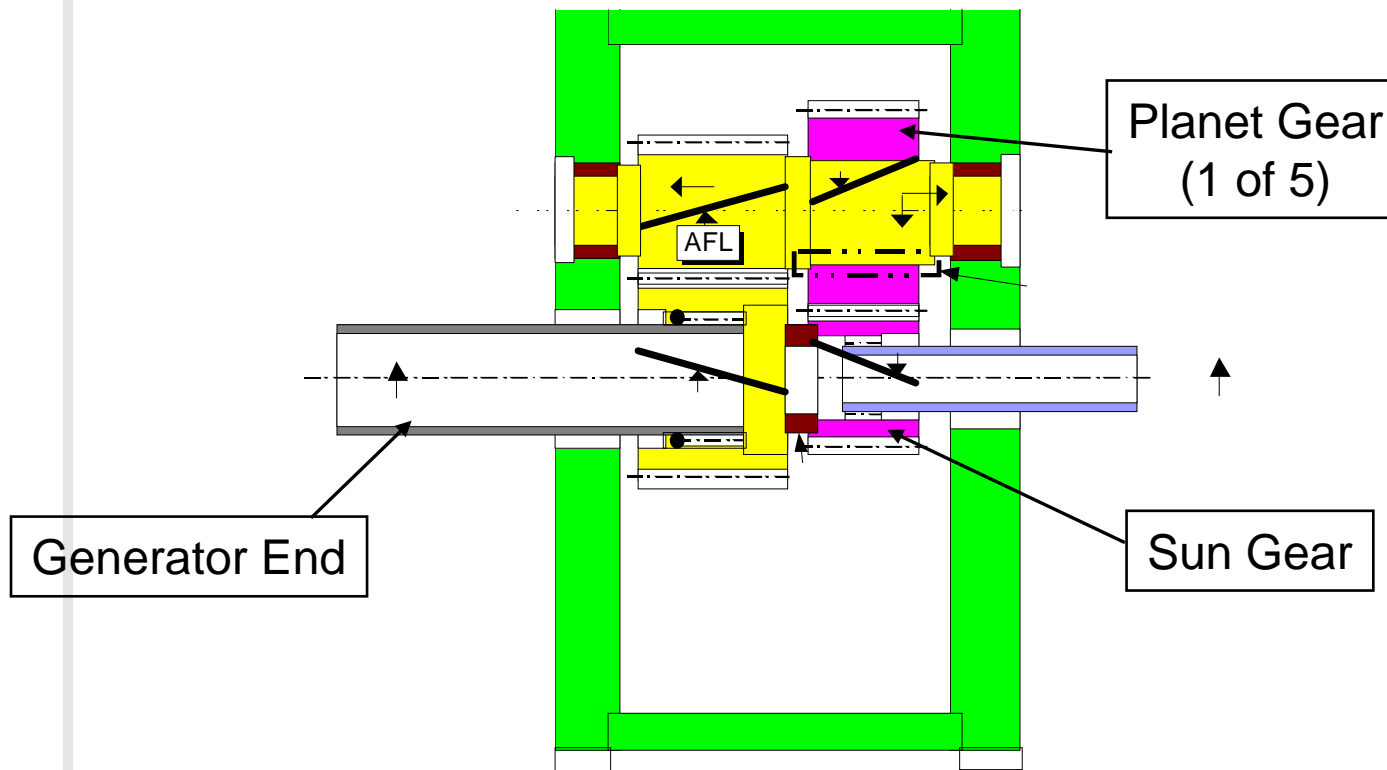 Planet Gear
(1 of 5)
AFL
Generator End
Sun Gear